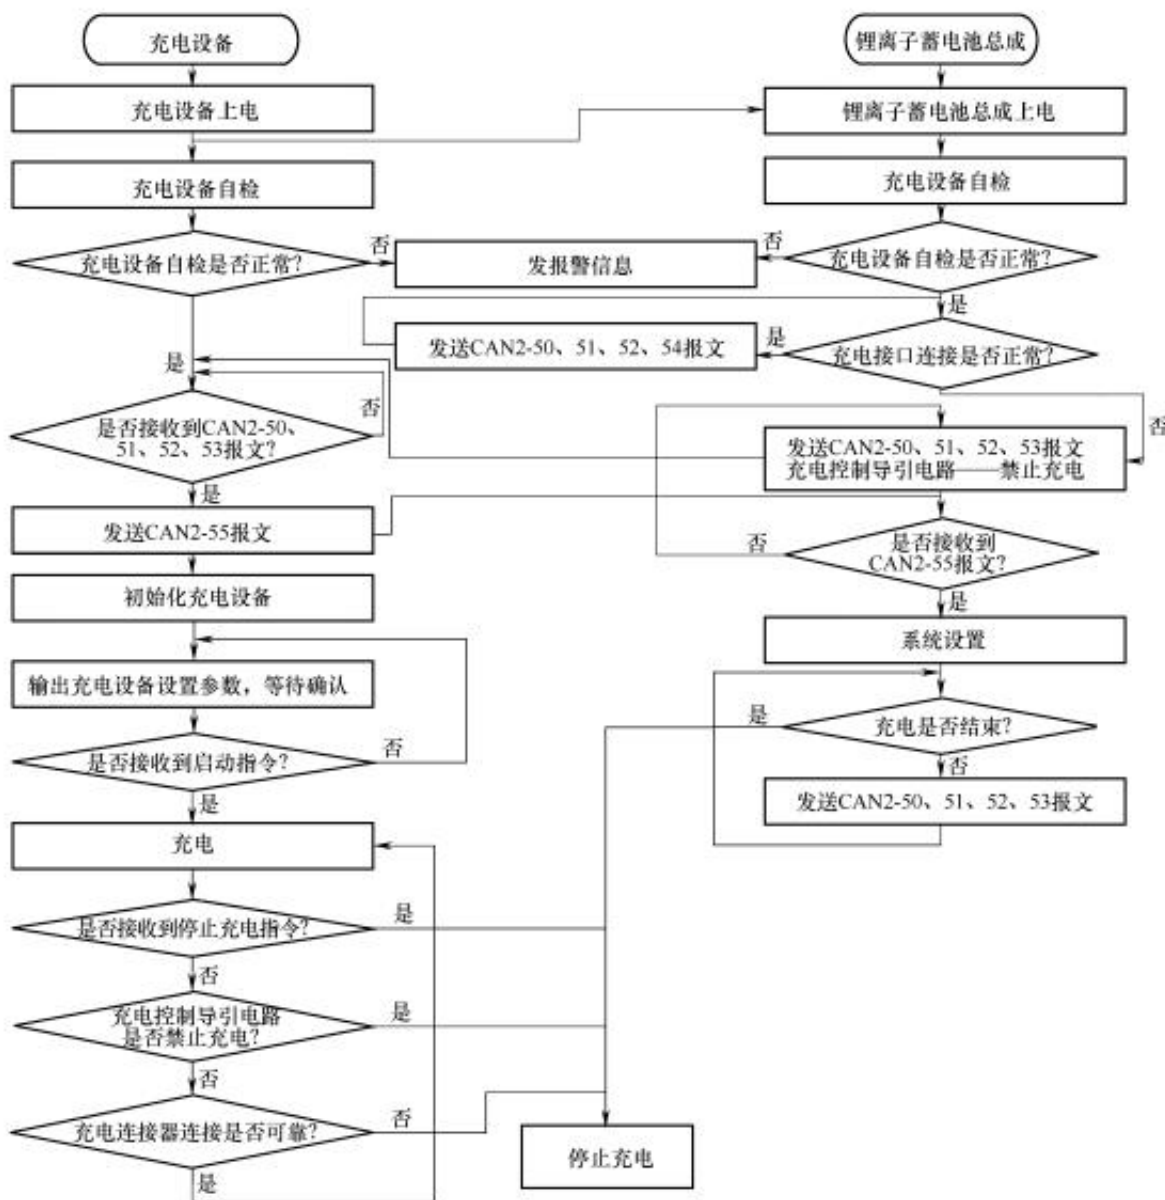 充电设备
充电设备上电
充电设备自检
充电设备自检是否正常?
否
发报警信息
是
是否接收到CAN2-50、
51、52、53报文?
否
是
发送CAN2-55报文
初始化充电设备
输出充电设备设置参数，等待确认
是否接收到启动指令?
否
是
充电
是否接收到停止充电指令?
是
否
充电控制导引电路
是否禁止充电?
是
否
充电连接器连接是否可靠?
否
是
停止充电
锂离子蓄电池总成
锂离子蓄电池总成上电
充电设备自检
充电设备自检是否正常?
否
是
充电接口连接是否正常?
是
发送CAN2-50、51、52、54报文
否
发送CAN2-50、51、52、53报文
充电控制导引电路——禁止充电
是否接收到
CAN2-55报文?
否
是
系统设置
充电是否结束?
是
否
发送CAN2-50、51、52、53报文